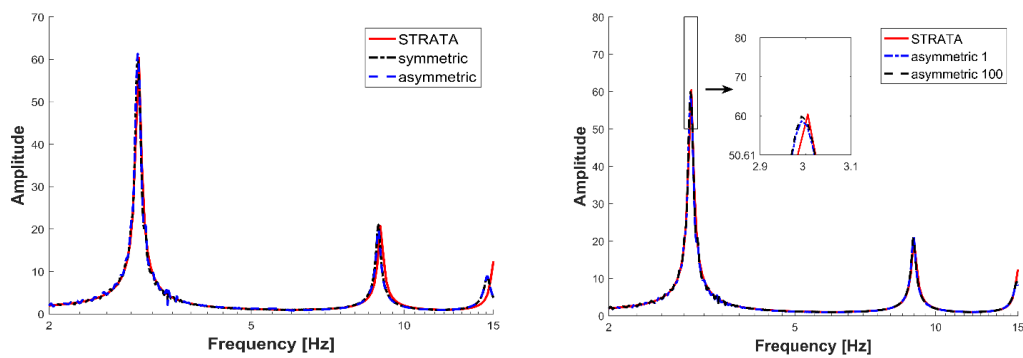 70
60
50
40
30
20
10
0
Amplitude
STRATA
symmetric
asymmetric
2 5 10 15
Frequency [Hz]
80
70
60
50
40
30
20
10
0
Amplitude
80
70
60
50.61
2.9 3 3.1
STRATA
asymmetric 1
asymmetric 100
2 5 10 15
Frequency [Hz]